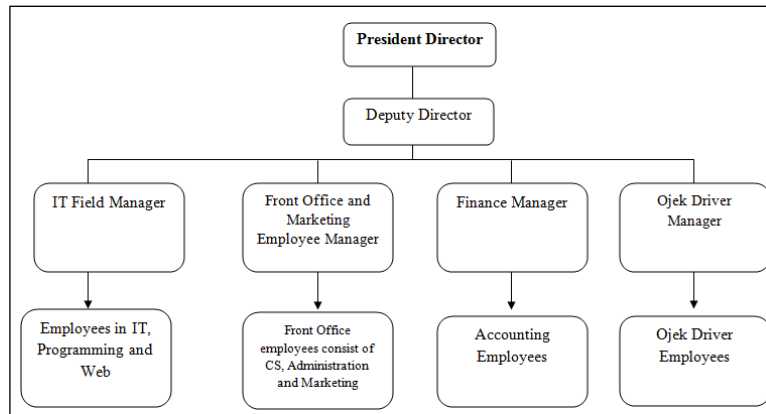 President Director
Deputy Director
IT Field Manager
Front Office and
Marketing
Employee Manager
Finance Manager
Ojek Driver
Manager
Employees in IT,
Programming and
Web
Front Office
employees consist of
CS, Administration
and Marketing
Accounting
Employees
Ojek Driver
Employees